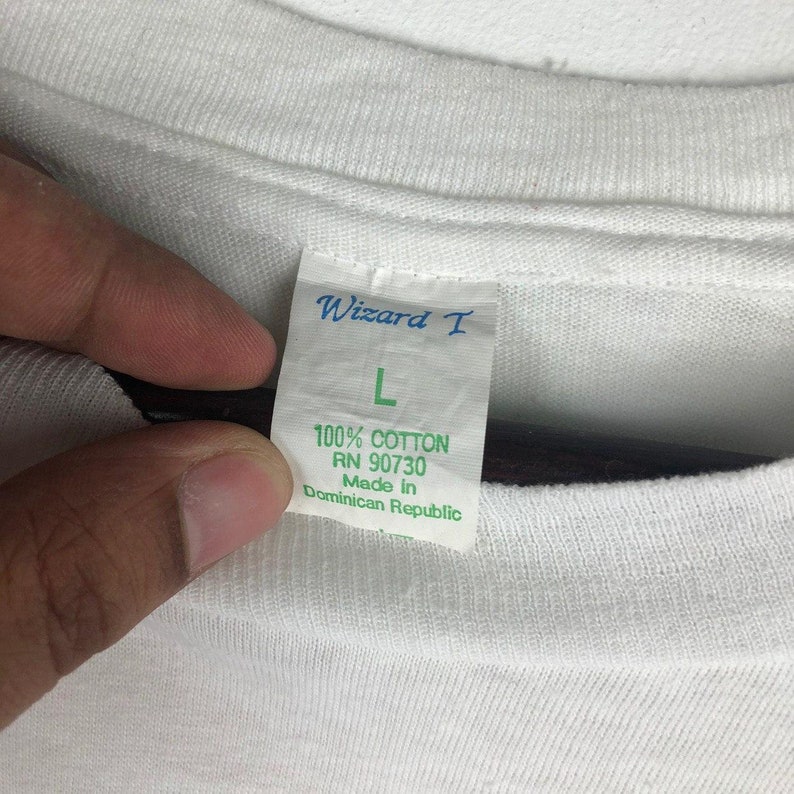 Wizard T
L
100% COTTON
RN 90730
Made in
Dominican Republic